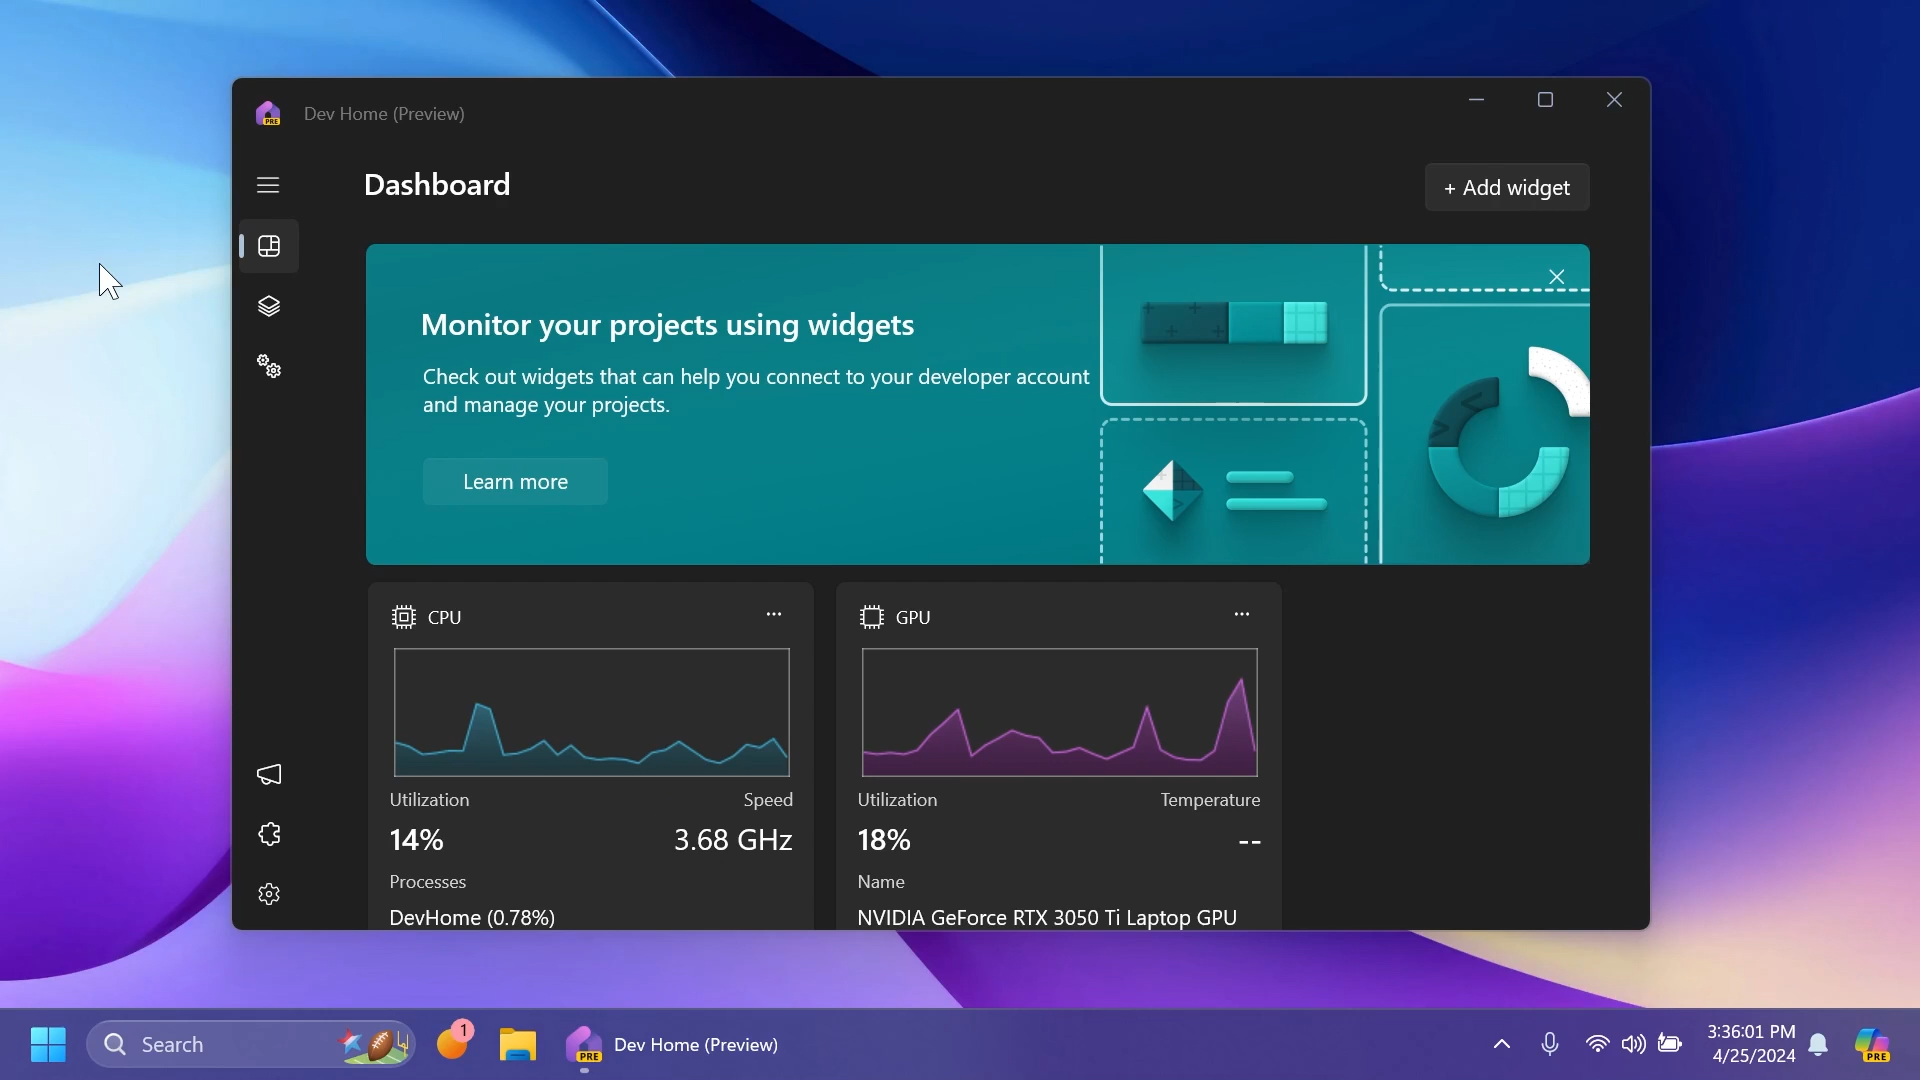 PRE
Dev Home (Preview)
Dashboard
+ Add widget
Monitor your projects using widgets
Check out widgets that can help you connect to your developer account
and manage your projects.
Learn more
CPU
GPU
Utilization
Speed
14%
3.68 GHz
Processes
DevHome (0.78%)
Utilization
Temperature
18%
--
Name
NVIDIA GeForce RTX 3050 Ti Laptop GPU
Search
1
PRE
Dev Home (Preview)
3:36:01 PM
4/25/2024
PRE